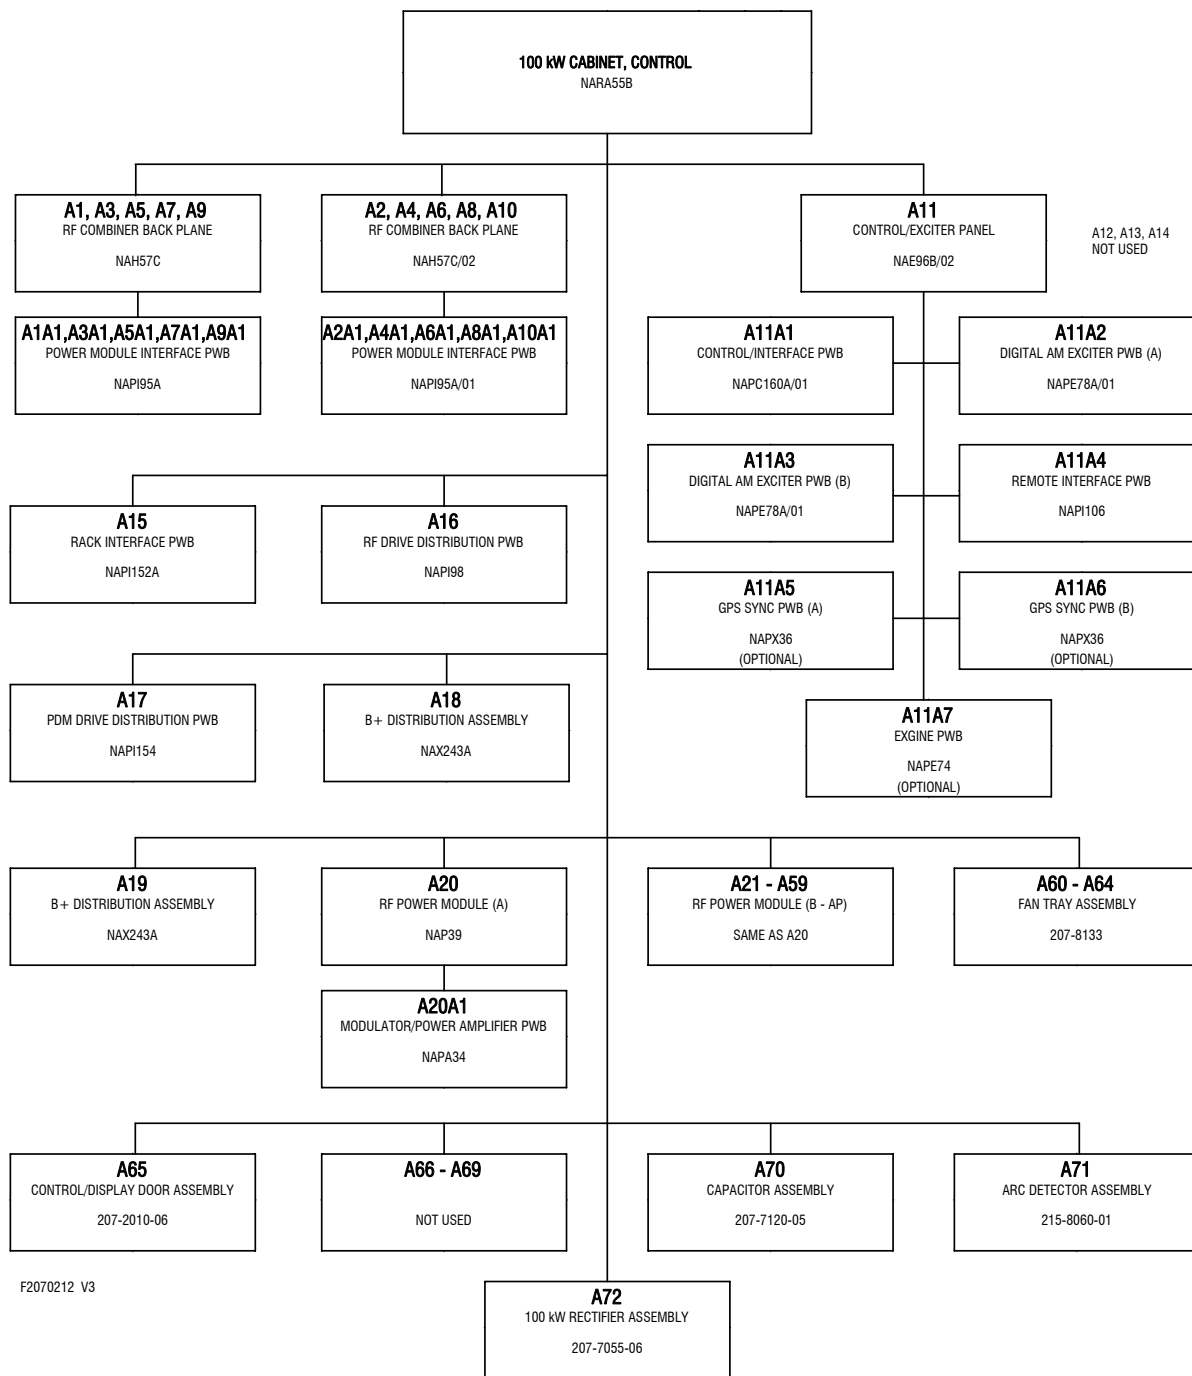 100 kW CABINET, CONTROL
NARA55B
A1, A3, A5, A7, A9
RF COMBINER BACK PLANE
NAH57C
A2, A4, A6, A8, A10
RF COMBINER BACK PLANE
NAH57C/02
A11
CONTROL/EXCITER PANEL
NAE96B/02
A12, A13, A14
NOT USED
A1A1,A3A1,A5A1,A7A1,A9A1
POWER MODULE INTERFACE PWB
NAPI95A
A2A1,A4A1,A6A1,A8A1,A10A1
POWER MODULE INTERFACE PWB
NAPI95A/01
A11A1
CONTROL/INTERFACE PWB
NAPC160A/01
A11A2
DIGITAL AM EXCITER PWB (A)
NAPE78A/01
A11A3
DIGITAL AM EXCITER PWB (B)
NAPE78A/01
A11A4
REMOTE INTERFACE PWB
NAPI106
A15
RACK INTERFACE PWB
NAPI152A
A16
RF DRIVE DISTRIBUTION PWB
NAPI98
A11A5
GPS SYNC PWB (A)
NAPX36
(OPTIONAL)
A11A6
GPS SYNC PWB (B)
NAPX36
(OPTIONAL)
A17
PDM DRIVE DISTRIBUTION PWB
NAPI154
A18
B+ DISTRIBUTION ASSEMBLY
NAX243A
A11A7
EXGINE PWB
NAPE74
(OPTIONAL)
A19
B+ DISTRIBUTION ASSEMBLY
NAX243A
A20
RF POWER MODULE (A)
NAP39
A21 - A59
RF POWER MODULE (B - AP)
SAME AS A20
A60 - A64
FAN TRAY ASSEMBLY
207-8133
A20A1
MODULATOR/POWER AMPLIFIER PWB
NAPA34
A65
CONTROL/DISPLAY DOOR ASSEMBLY
207-2010-06
A66 - A69
NOT USED
A70
CAPACITOR ASSEMBLY
207-7120-05
A71
ARC DETECTOR ASSEMBLY
215-8060-01
F2070212 V3
A72
100 kW RECTIFIER ASSEMBLY
207-7055-06